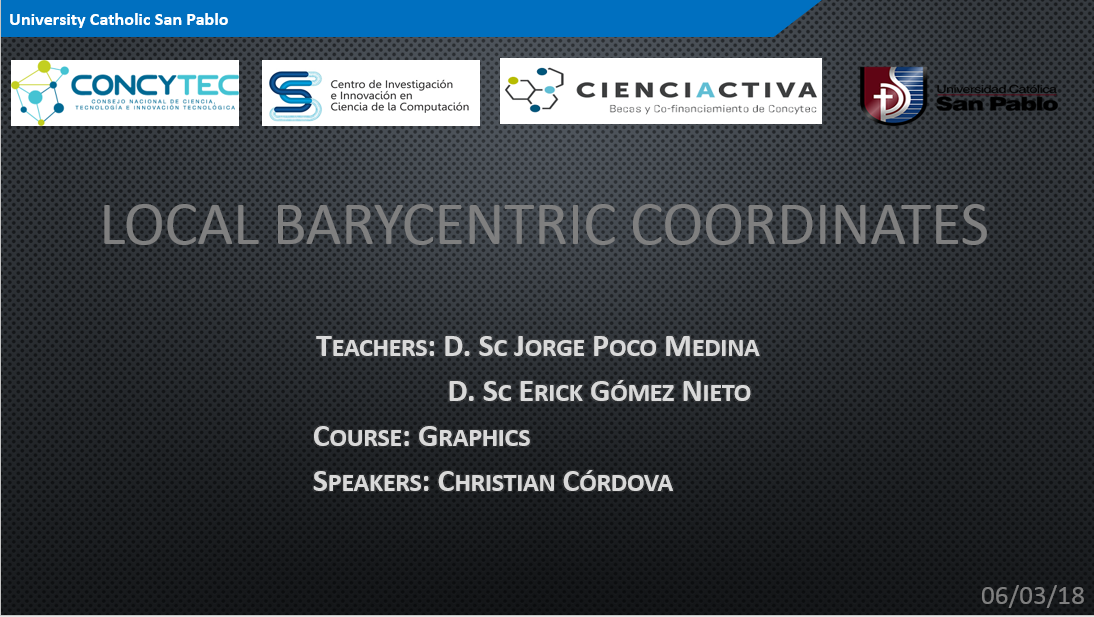 University Catholic San Pablo
CONCYTEC
CONSEJO NACIONAL DE CIENCIA,
TECNOLOGÍA E INNOVACIÓN TECNOLÓGICA
Centro de Investigación
e Innovación en
Ciencia de la Computación
CIENCIACTIVA
Becas y Co-financiamiento de Concytec
Universidad Católica
San Pablo
LOCAL BARYCENTRIC COORDINATES
TEACHERS: D. SC JORGE POCO MEDINA
D. SC ERICK GÓMEZ NIETO
COURSE: GRAPHICS
SPEAKERS: CHRISTIAN CÓRDOVA
06/03/18